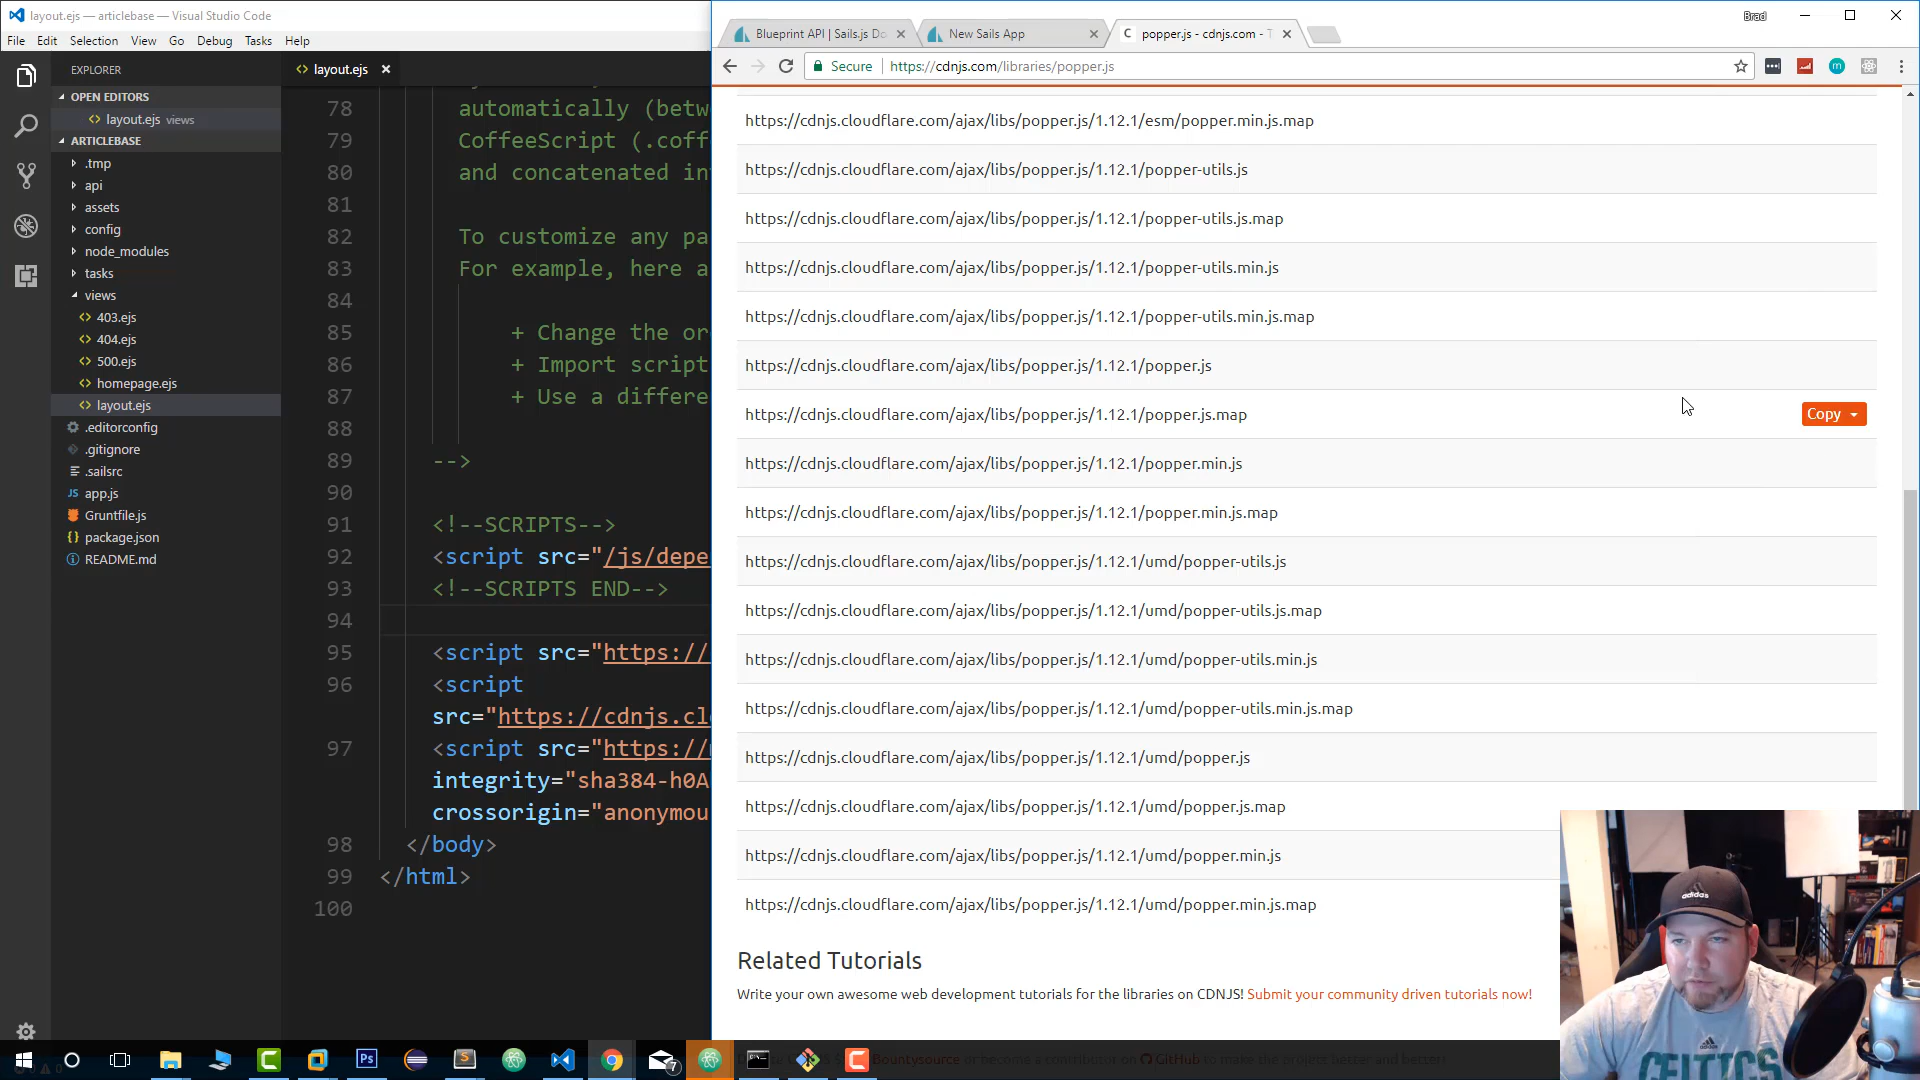 layout.ejs — articlebase — Visual Studio Code
File Edit Selection View Go Debug Tasks Help
EXPLORER
OPEN EDITORS
layout.ejs views
ARTICLEBASE
.tmp
api
assets
config
node_modules
tasks
views
403.ejs
404.ejs
500.ejs
homepage.ejs
layout.ejs
.editorconfig
.gitignore
.sailsrc
JS app.js
Gruntfile.js
{} package.json
README.md
layout.ejs
78 automatically (betw
79 CoffeeScript (.coff
80 and concatenated in
81
82 To customize any pa
83 For example, here a
84
85 + Change the or
86 + Import script
87 + Use a differe
88
89 -->
90
91 <!--SCRIPTS-->
92 <script src="/js/depe
93 <!--SCRIPTS END-->
94
95 <script src="https://
96 <script
src="https://cdnjs.cl
97 <script src="https://
integrity="sha384-h0A
crossorigin="anonymou
98 </body>
99 </html>
100
Brad
Blueprint API | Sails.js Do
New Sails App
popper.js - cdnjs.com - T
Secure https://cdnjs.com/libraries/popper.js
https://cdnjs.cloudflare.com/ajax/libs/popper.js/1.12.1/esm/popper.min.js.map
https://cdnjs.cloudflare.com/ajax/libs/popper.js/1.12.1/popper-utils.js
https://cdnjs.cloudflare.com/ajax/libs/popper.js/1.12.1/popper-utils.js.map
https://cdnjs.cloudflare.com/ajax/libs/popper.js/1.12.1/popper-utils.min.js
https://cdnjs.cloudflare.com/ajax/libs/popper.js/1.12.1/popper-utils.min.js.map
https://cdnjs.cloudflare.com/ajax/libs/popper.js/1.12.1/popper.js
https://cdnjs.cloudflare.com/ajax/libs/popper.js/1.12.1/popper.js.map
Copy
https://cdnjs.cloudflare.com/ajax/libs/popper.js/1.12.1/popper.min.js
https://cdnjs.cloudflare.com/ajax/libs/popper.js/1.12.1/popper.min.js.map
https://cdnjs.cloudflare.com/ajax/libs/popper.js/1.12.1/umd/popper-utils.js
https://cdnjs.cloudflare.com/ajax/libs/popper.js/1.12.1/umd/popper-utils.js.map
https://cdnjs.cloudflare.com/ajax/libs/popper.js/1.12.1/umd/popper-utils.min.js
https://cdnjs.cloudflare.com/ajax/libs/popper.js/1.12.1/umd/popper-utils.min.js.map
https://cdnjs.cloudflare.com/ajax/libs/popper.js/1.12.1/umd/popper.js
https://cdnjs.cloudflare.com/ajax/libs/popper.js/1.12.1/umd/popper.js.map
https://cdnjs.cloudflare.com/ajax/libs/popper.js/1.12.1/umd/popper.min.js
https://cdnjs.cloudflare.com/ajax/libs/popper.js/1.12.1/umd/popper.min.js.map
Related Tutorials
Write your own awesome web development tutorials for the libraries on CDNJS! Submit your community driven tutorials now!
Bountysource or become a contributor on GitHub to make the project better and better!
adidas
CELTICS
Ps
7